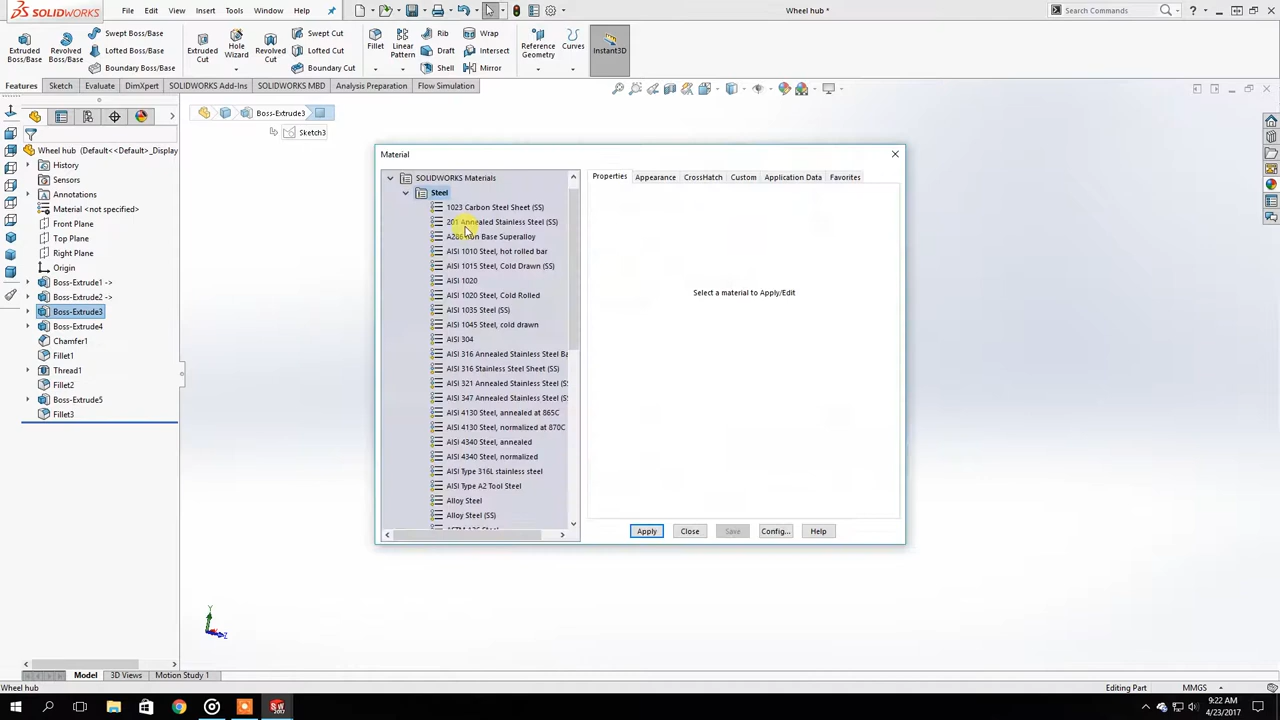 SOLIDWORKS File Edit View Insert Tools Window Help Wheel hub * Search Commands
Extruded Boss/Base Revolved Boss/Base Swept Boss/Base Lofted Boss/Base Boundary Boss/Base Extruded Cut Hole Wizard Revolved Cut Swept Cut Lofted Cut Boundary Cut Fillet Linear Pattern Rib Draft Shell Wrap Intersect Mirror Reference Geometry Curves Instant3D
Features Sketch Evaluate DimXpert SOLIDWORKS Add-Ins SOLIDWORKS MBD Analysis Preparation Flow Simulation
Boss-Extrude3
Sketch3
Wheel hub (Default<<Default>_Display
History
Sensors
Annotations
Material <not specified>
Front Plane
Top Plane
Right Plane
Origin
Boss-Extrude1 ->
Boss-Extrude2 ->
Boss-Extrude3
Boss-Extrude4
Chamfer1
Fillet1
Thread1
Fillet2
Boss-Extrude5
Fillet3
Material
SOLIDWORKS Materials
Steel
1023 Carbon Steel Sheet (SS)
201 Annealed Stainless Steel (SS)
A286 Iron Base Superalloy
AISI 1010 Steel, hot rolled bar
AISI 1015 Steel, Cold Drawn (SS)
AISI 1020
AISI 1020 Steel, Cold Rolled
AISI 1035 Steel (SS)
AISI 1045 Steel, cold drawn
AISI 304
AISI 316 Annealed Stainless Steel Ba
AISI 316 Stainless Steel Sheet (SS)
AISI 321 Annealed Stainless Steel (S
AISI 347 Annealed Stainless Steel (S
AISI 4130 Steel, annealed at 865C
AISI 4130 Steel, normalized at 870C
AISI 4340 Steel, annealed
AISI 4340 Steel, normalized
AISI Type 316L stainless steel
AISI Type A2 Tool Steel
Alloy Steel
Alloy Steel (SS)
Properties Appearance CrossHatch Custom Application Data Favorites
Select a material to Apply/Edit
Apply Close Save Config... Help
Y
Z
Model 3D Views Motion Study 1
Wheel hub Editing Part MMGS
SW 2017
9:22 AM
4/23/2017